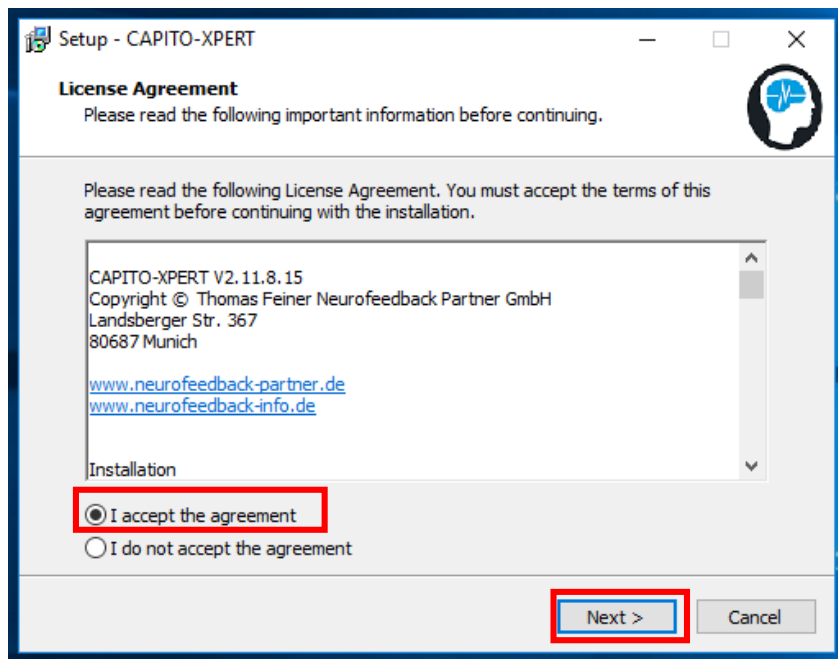 Setup - CAPITO-XPERT
License Agreement
Please read the following important information before continuing.
Please read the following License Agreement. You must accept the terms of this
agreement before continuing with the installation.
CAPITO-XPERT V2.11.8.15
Copyright © Thomas Feiner Neurofeedback Partner GmbH
Landsberger Str. 367
80687 Munich
www.neurofeedback-partner.de
www.neurofeedback-info.de
Installation
I accept the agreement
I do not accept the agreement
Next >
Cancel